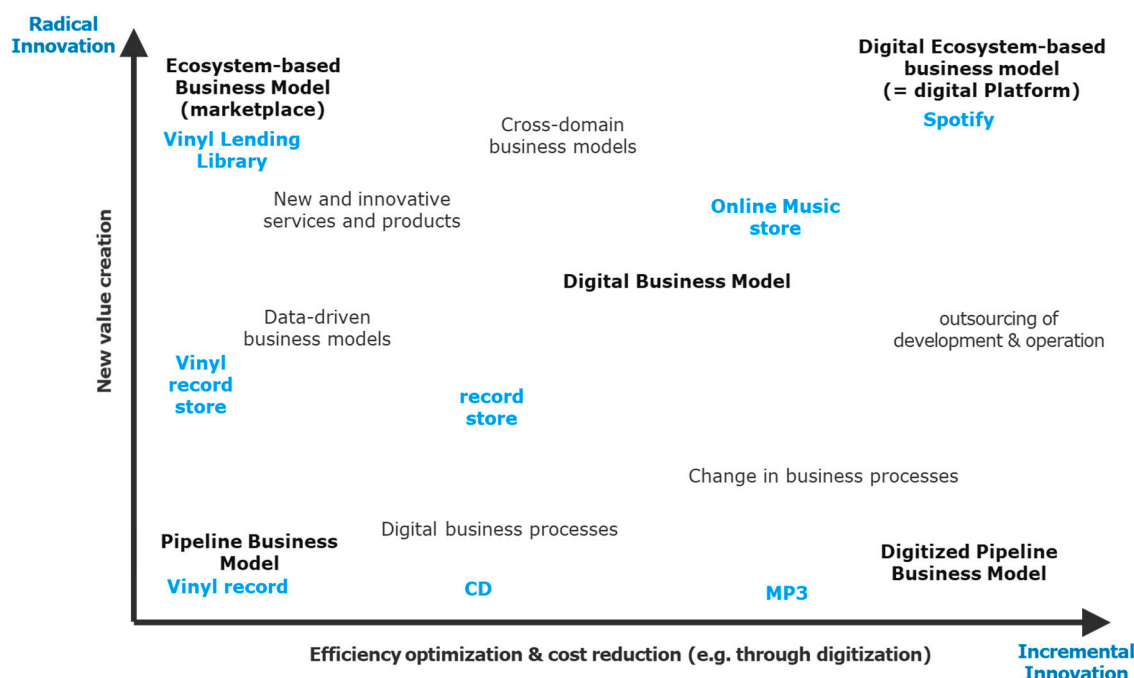 Radical
Innovation
Ecosystem-based
Business Model
(marketplace)
Vinyl Lending
Library
Cross-domain
business models
Digital Ecosystem-based
business model
(= digital Platform)
Spotify
New and innovative
services and products
Online Music
store
New value creation
Digital Business Model
Data-driven
business models
outsourcing of
development & operation
Vinyl
record
store
record
store
Change in business processes
Digital business processes
Pipeline Business
Model
Vinyl record
CD
MP3
Digitized Pipeline
Business Model
Efficiency optimization & cost reduction (e.g. through digitization)
Incremental
Innovation